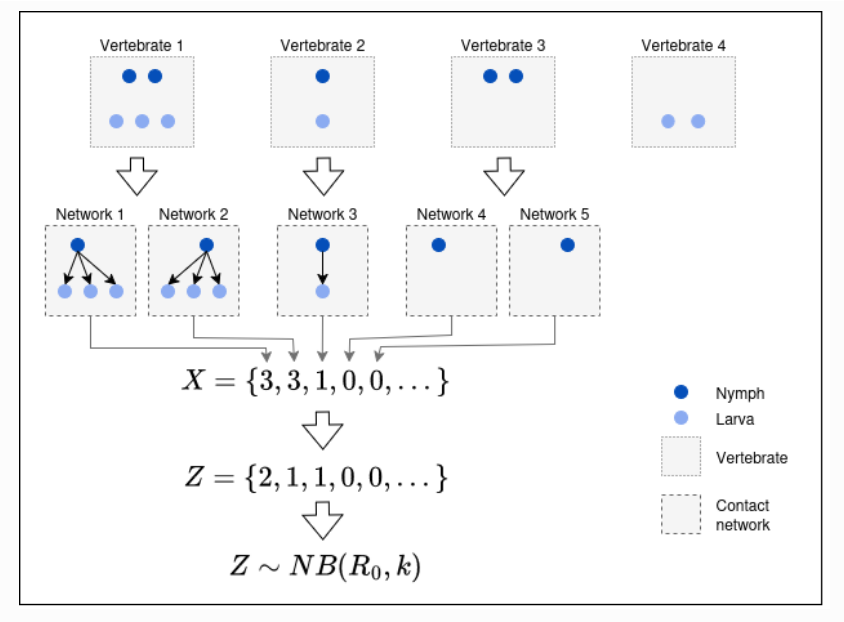 Vertebrate 1
Vertebrate 2
Vertebrate 3
Vertebrate 4
Network 1
Network 2
Network 3
Network 4
Network 5
X = {3, 3, 1, 0, 0, . . . }
Z = {2, 1, 1, 0, 0, . . . }
Z ∼ NB(R₀, k)
Nymph
Larva
Vertebrate
Contact
network